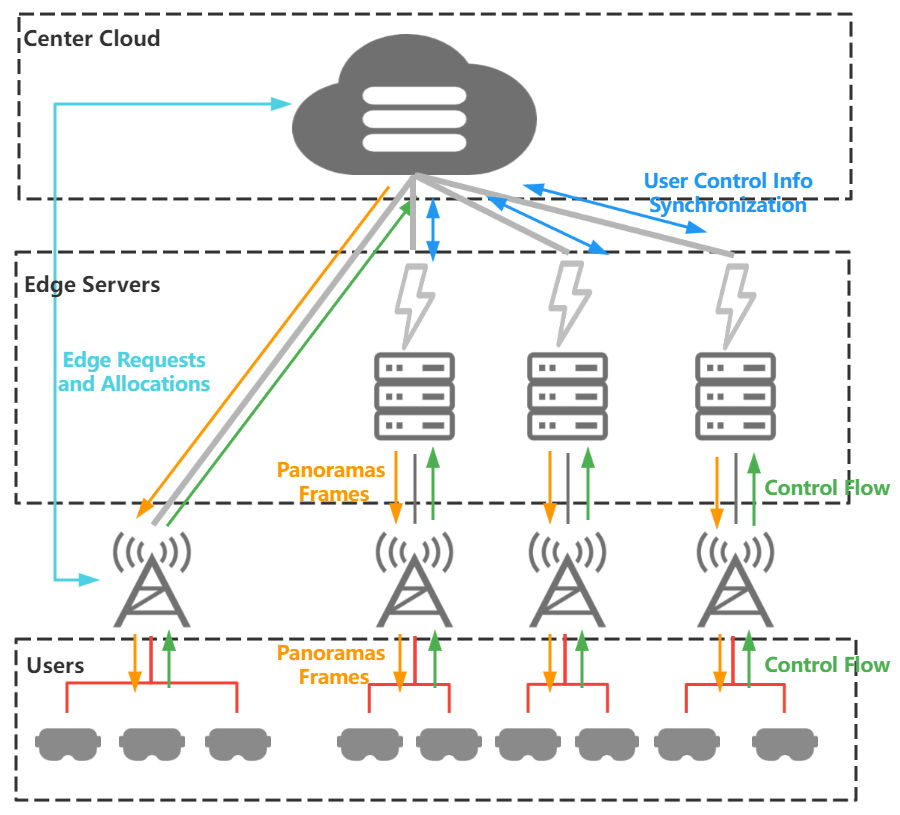 Center Cloud
User Control Info
Synchronization
Edge Servers
Edge Requests
and Allocations
Panoramas
Frames
Control Flow
Users
Panoramas
Frames
Control Flow